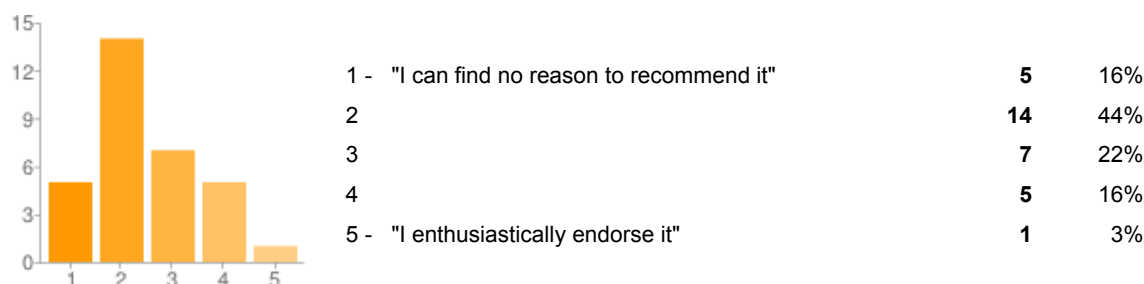 15
12
9
6
3
0
1 2 3 4 5
1 - "I can find no reason to recommend it" 5 16%
2 14 44%
3 7 22%
4 5 16%
5 - "I enthusiastically endorse it" 1 3%